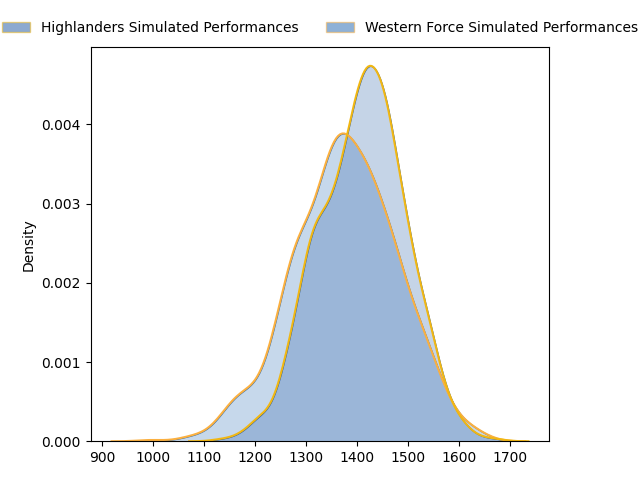 Highlanders Simulated Performances
Western Force Simulated Performances
Density
0.004
0.003
0.002
0.001
0.000
900 1000 1100 1200 1300 1400 1500 1600 1700